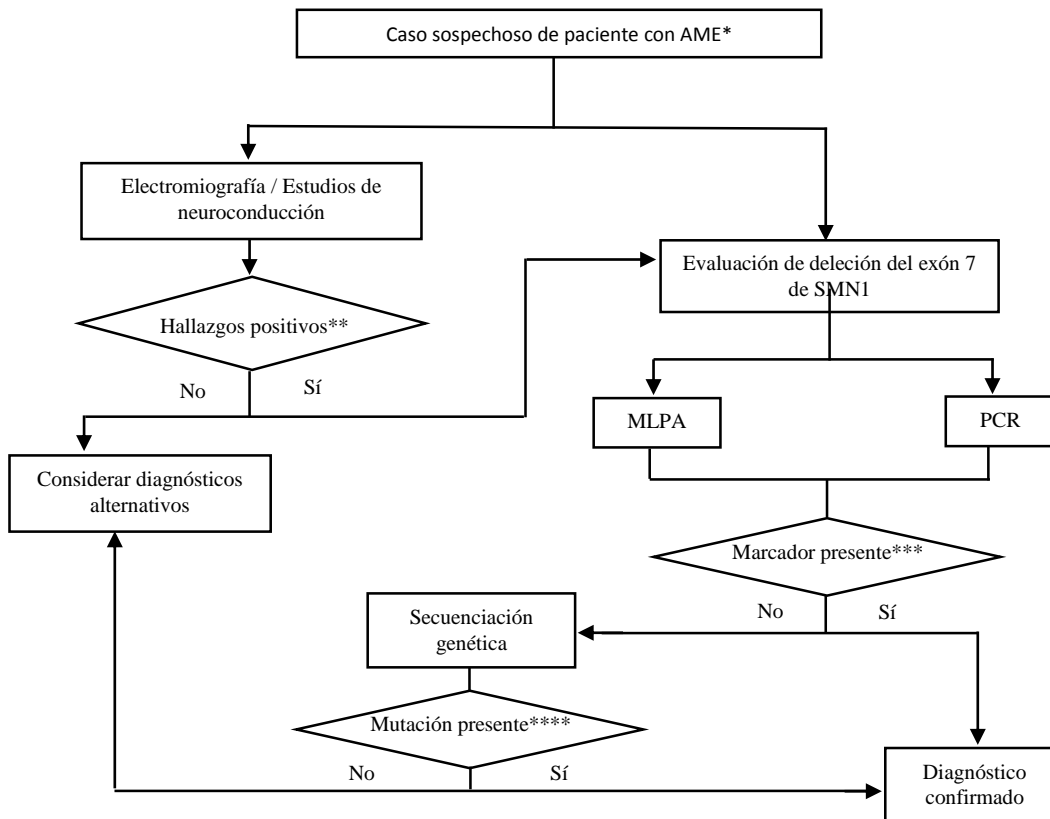 Caso sospechoso de paciente con AME*
Electromiografía / Estudios de
neuroconducción
Evaluación de deleción del exón 7
de SMN1
Hallazgos positivos**
No
Sí
MLPA
PCR
Considerar diagnósticos
alternativos
Marcador presente***
No
Sí
Secuenciación
genética
Mutación presente****
No
Sí
Diagnóstico
confirmado